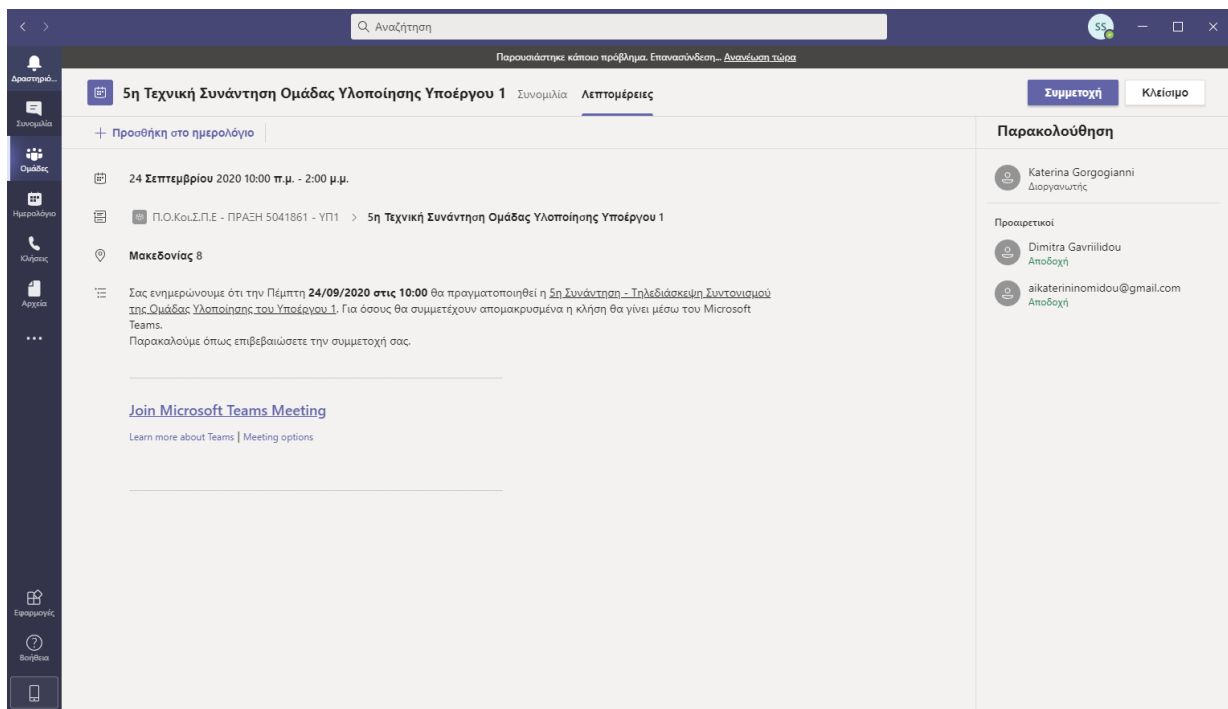 Αναζήτηση
SS
Παρουσιάστηκε κάποιο πρόβλημα. Επανασύνδεση... Ανανέωση τώρα
Δραστηριό...
Συνομιλία
Ομάδες
Ημερολόγιο
Κλήσεις
Αρχεία
Εφαρμογές
Βοήθεια
5η Τεχνική Συνάντηση Ομάδας Υλοποίησης Υποέργου 1 Συνομιλία Λεπτομέρειες
Συμμετοχή Κλείσιμο
+ Προσθήκη στο ημερολόγιο
24 Σεπτεμβρίου 2020 10:00 π.μ. - 2:00 μ.μ.
Π.Ο.Κοι.Σ.Π.Ε - ΠΡΑΞΗ 5041861 - ΥΠ1 > 5η Τεχνική Συνάντηση Ομάδας Υλοποίησης Υποέργου 1
Μακεδονίας 8
Σας ενημερώνουμε ότι την Πέμπτη 24/09/2020 στις 10:00 θα πραγματοποιηθεί η 5η Συνάντηση - Τηλεδιάσκεψη Συντονισμού
της Ομάδας Υλοποίησης του Υποέργου 1. Για όσους θα συμμετέχουν απομακρυσμένα η κλήση θα γίνει μέσω του Microsoft
Teams.
Παρακαλούμε όπως επιβεβαιώσετε την συμμετοχή σας.
Join Microsoft Teams Meeting
Learn more about Teams | Meeting options
Παρακολούθηση
Katerina Gorgogianni
Διοργανωτής
Προαιρετικοί
Dimitra Gavriilidou
Αποδοχή
aikaterininomidou@gmail.com
Αποδοχή